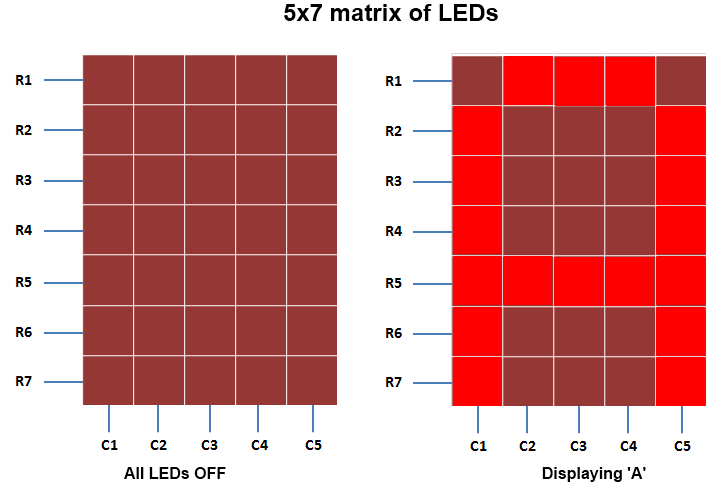 5x7 matrix of LEDs
R1
R2
R3
R4
R5
R6
R7
C1 C2 C3 C4 C5
All LEDs OFF
R1
R2
R3
R4
R5
R6
R7
C1 C2 C3 C4 C5
Displaying 'A'